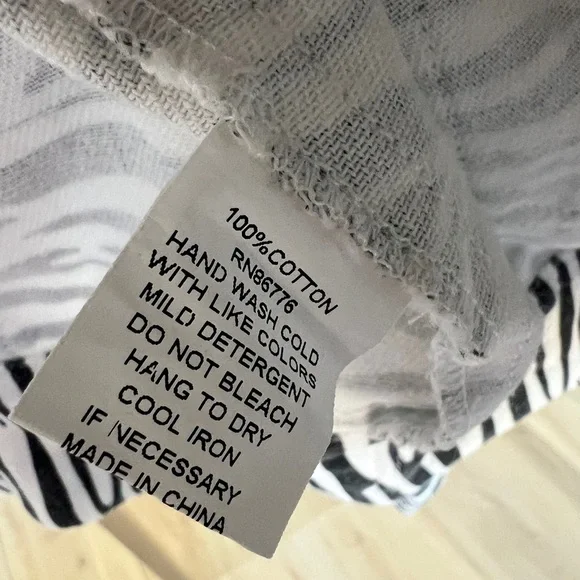 100%COTTON
RN86776
HAND WASH COLD
WITH LIKE COLORS
MILD DETERGENT
DO NOT BLEACH
HANG TO DRY
COOL IRON
IF NECESSARY
MADE IN CHINA